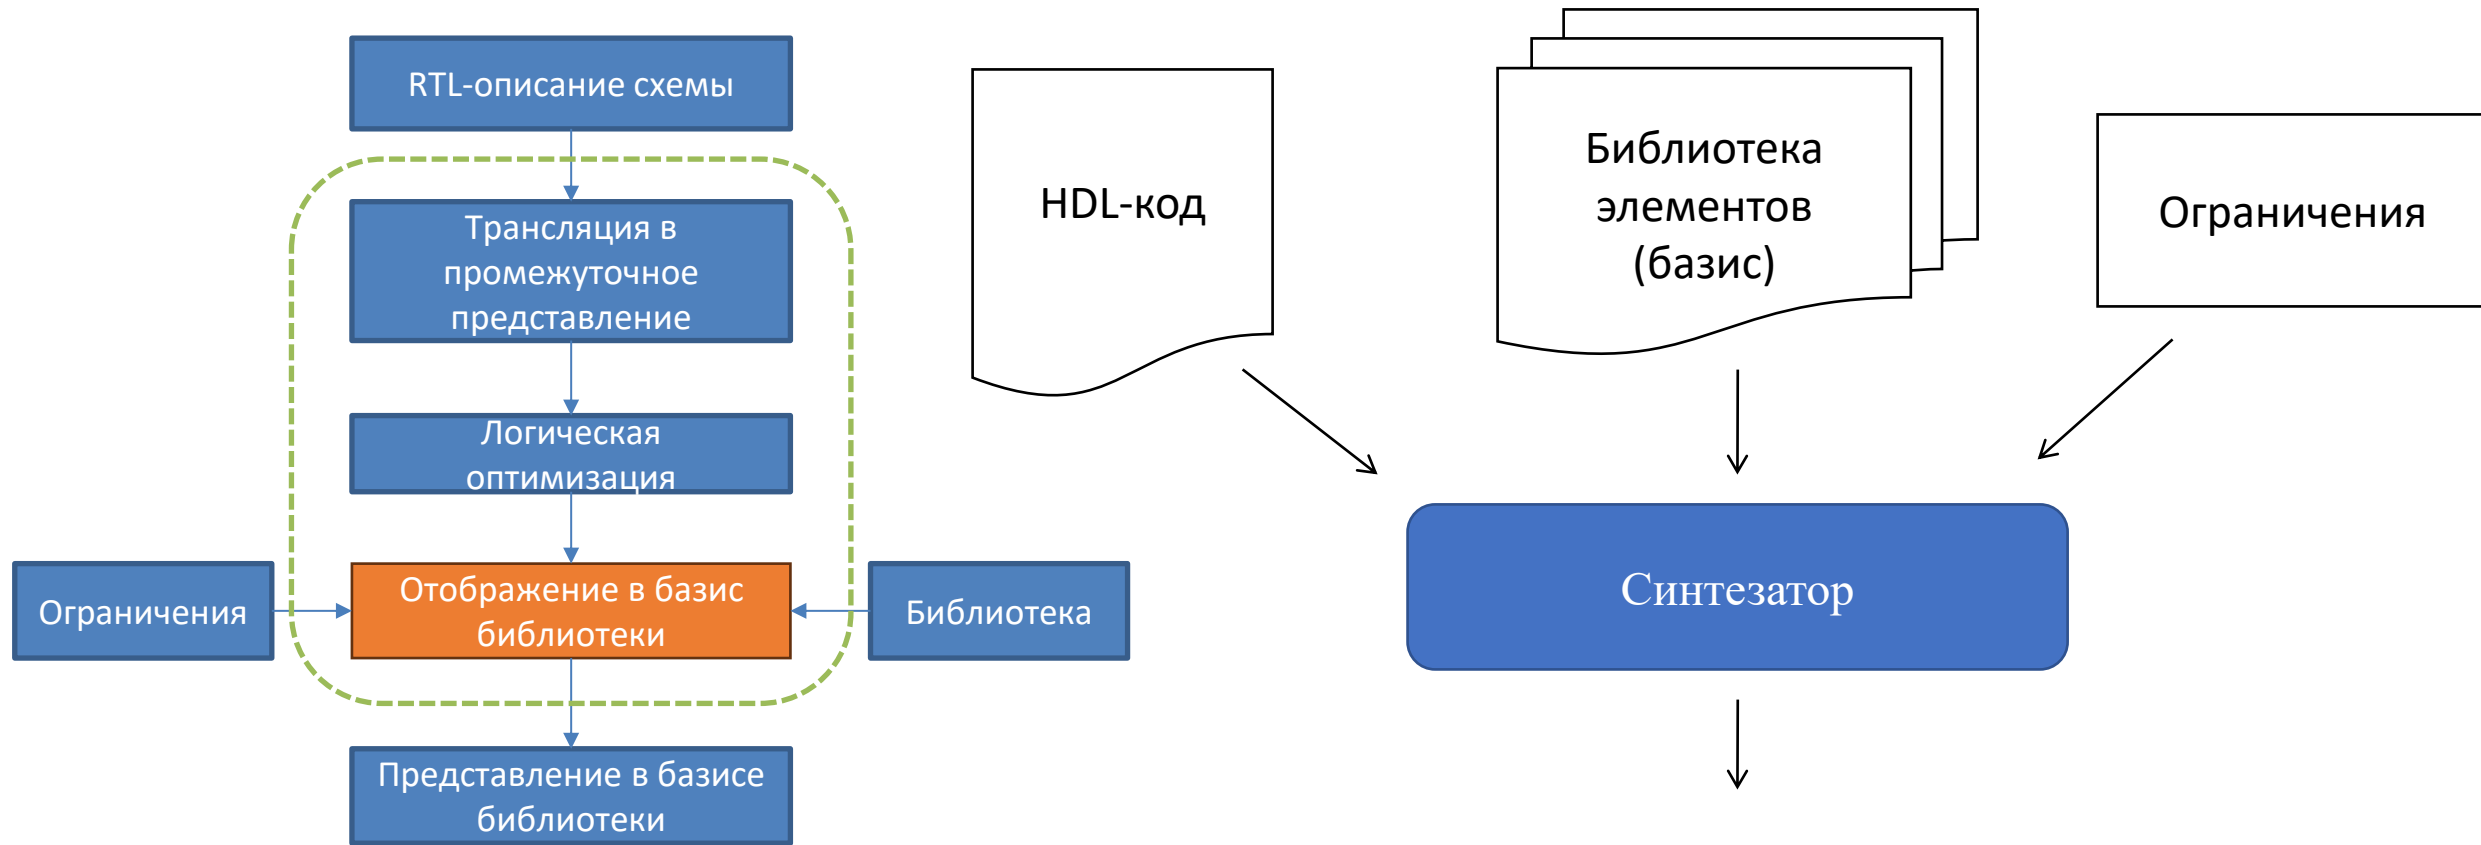 RTL-описание схемы
Трансляция в
промежуточное
представление
Логическая
оптимизация
Ограничения
Отображение в базис
библиотеки
Библиотека
Представление в базисе
библиотеки
HDL-код
Библиотека
элементов
(базис)
Ограничения
Синтезатор